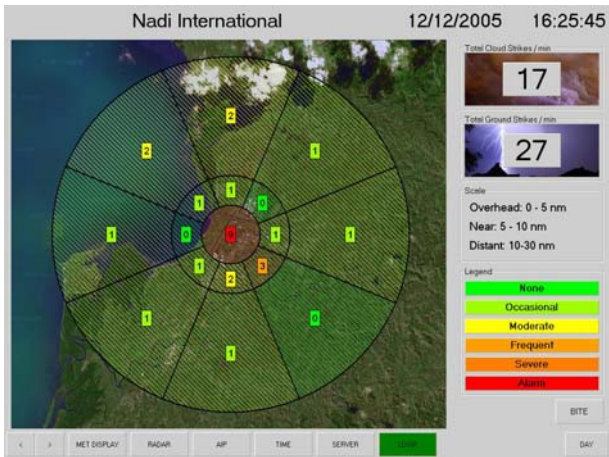 Nadi International 12/12/2005 16:25:45
Total Cloud Strikes / min
17
Total Ground Strikes / min
27
Scale
Overhead: 0 - 5 nm
Near: 5 - 10 nm
Distant: 10-30 nm
Legend
None
Occasional
Moderate
Frequent
Severe
Alarm
2
2 1
1
1 0
1 0 9 1 1
1 3
2
1 0
1
BITE
< > MET DISPLAY RADAR AIP TIME SERVER DAY